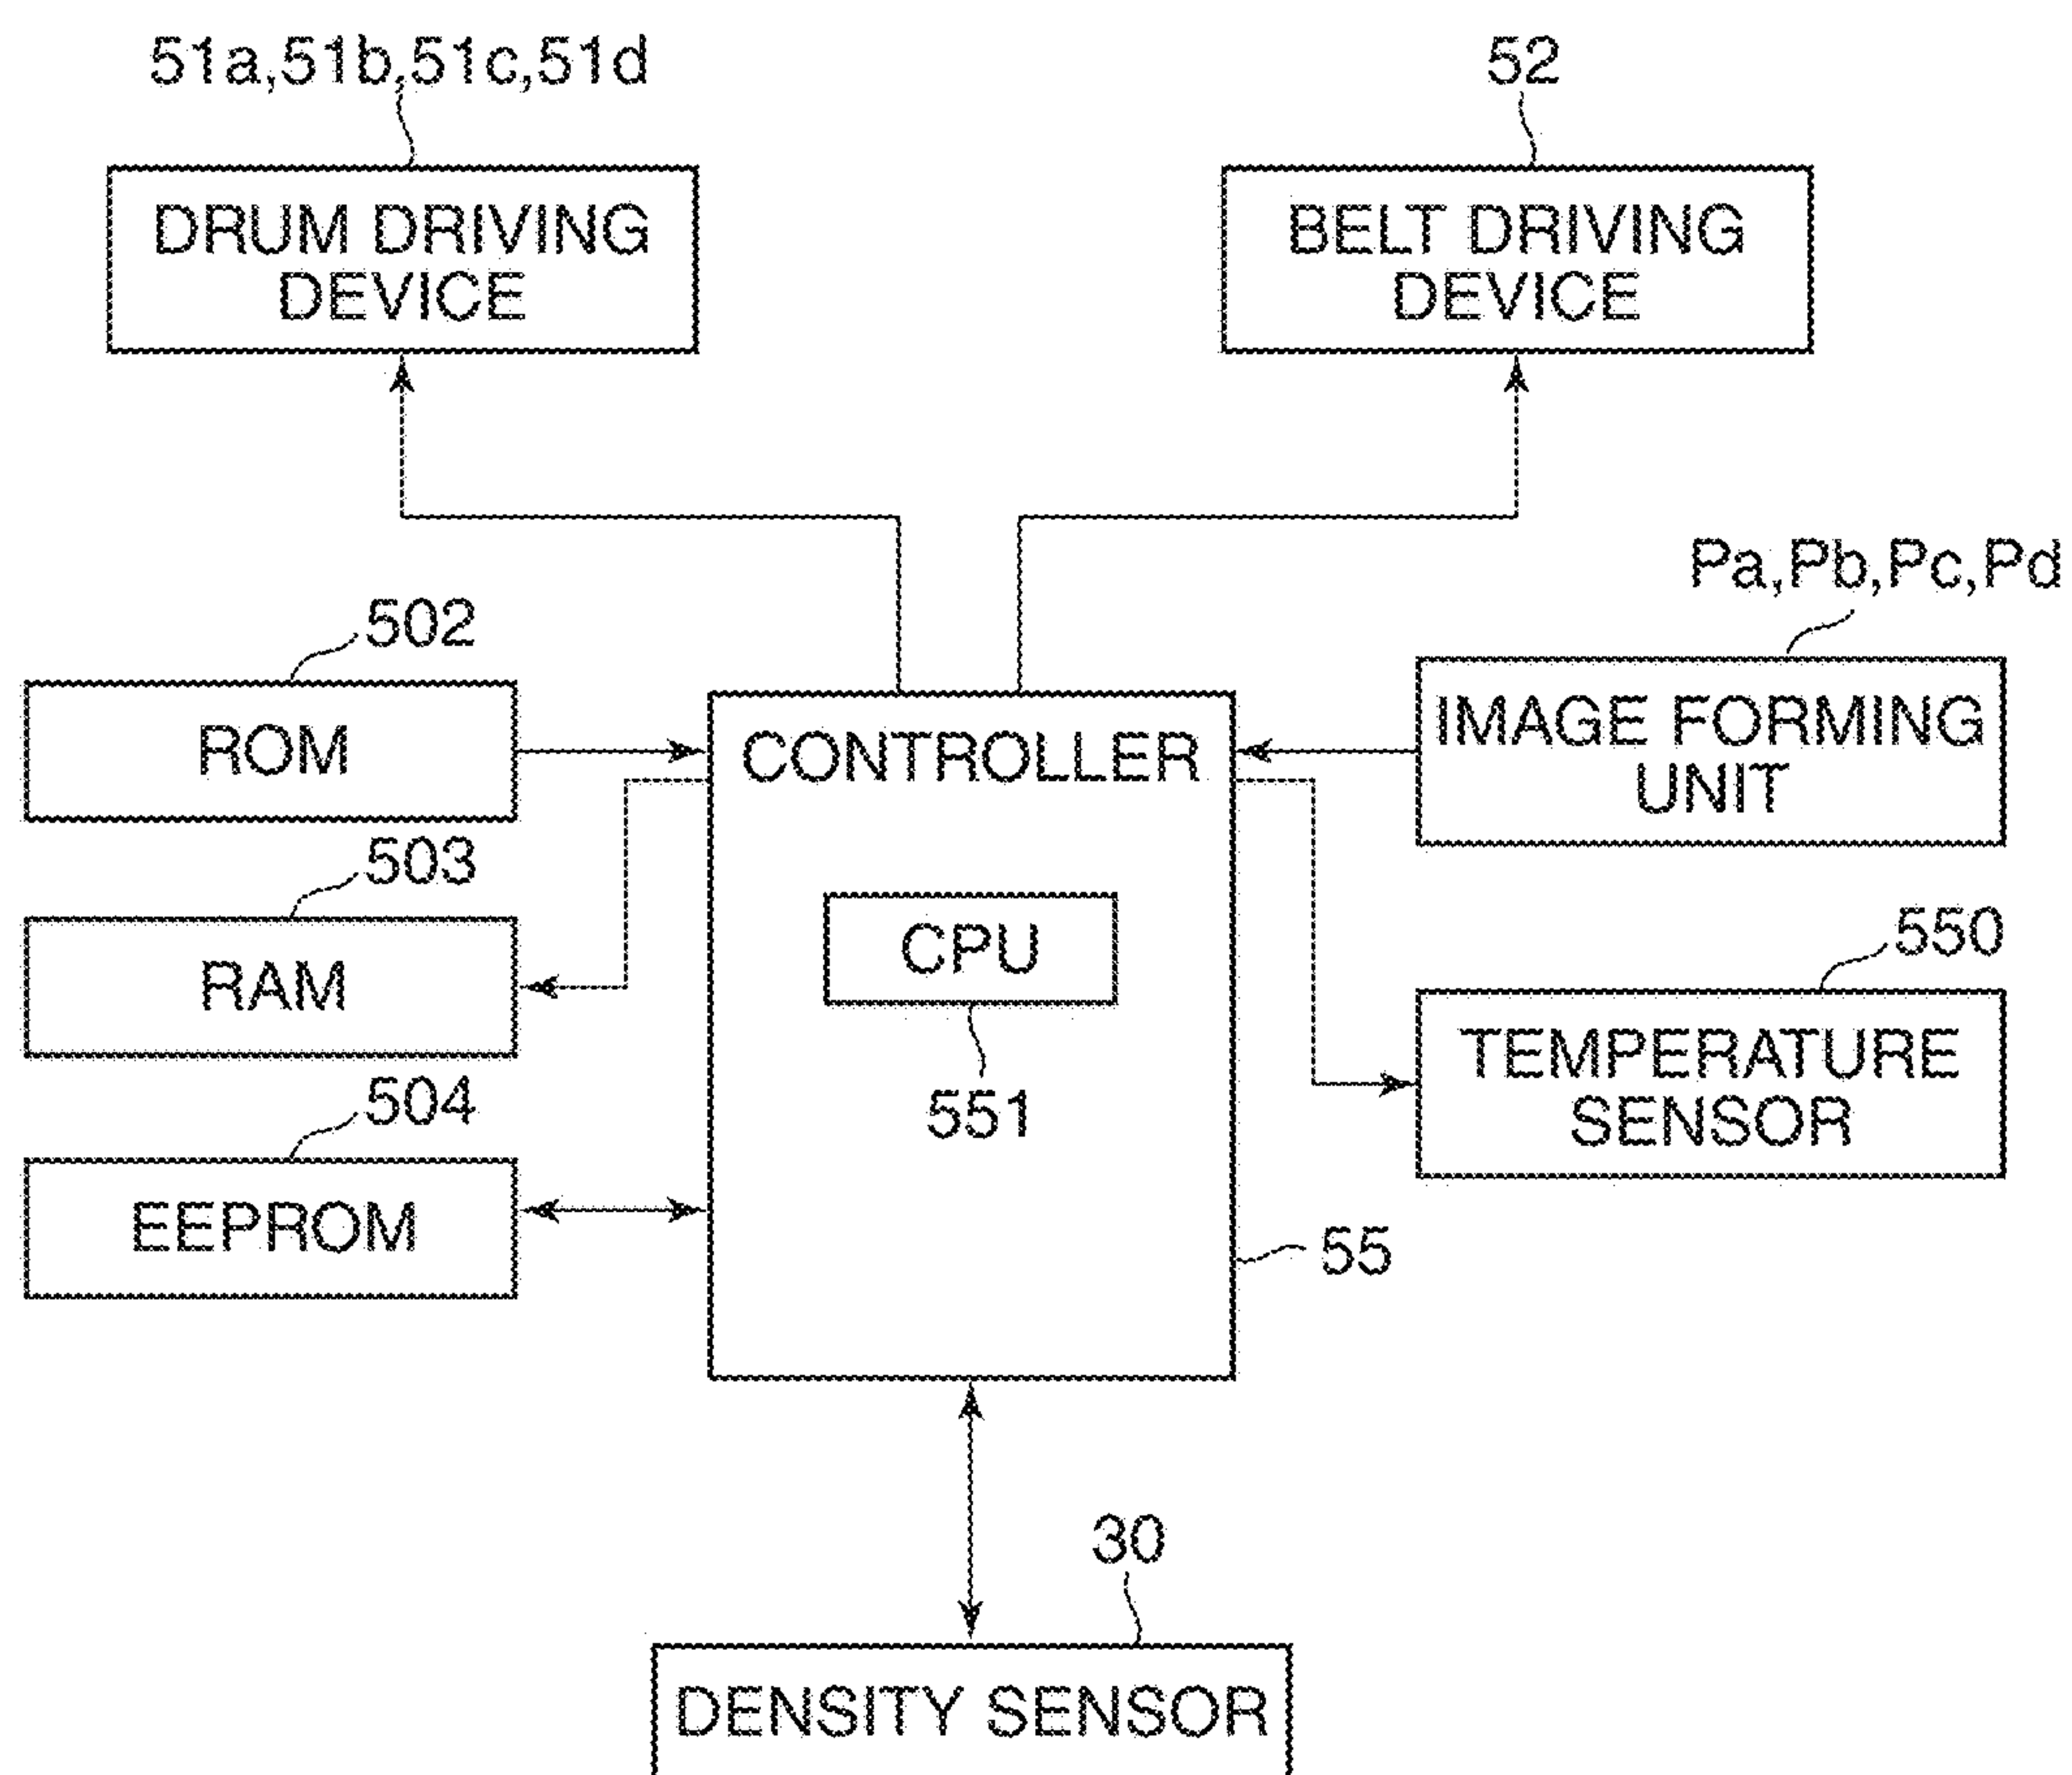 51a,51b,51c,51d
52
DRUM DRIVING
DEVICE
BELT DRIVING
DEVICE
Pa,Pb,Pc,Pd
502
ROM
CONTROLLER
IMAGE FORMING
UNIT
503
RAM
CPU
551
550
TEMPERATURE
SENSOR
504
EEPROM
55
30
DENSITY SENSOR